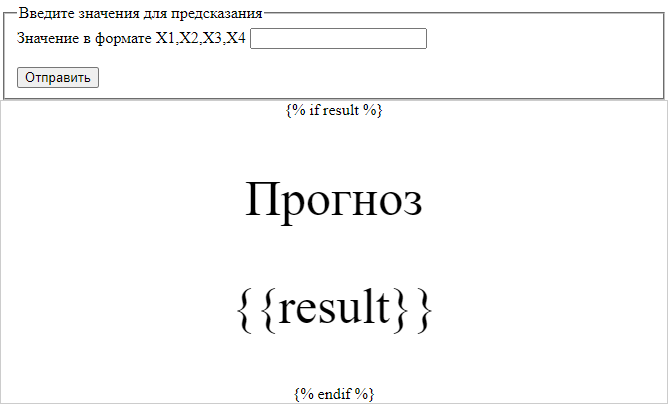 Введите значения для предсказания
Значение в формате X1,X2,X3,X4
Отправить
{% if result %}
Прогноз
{{result}}
{% endif %}